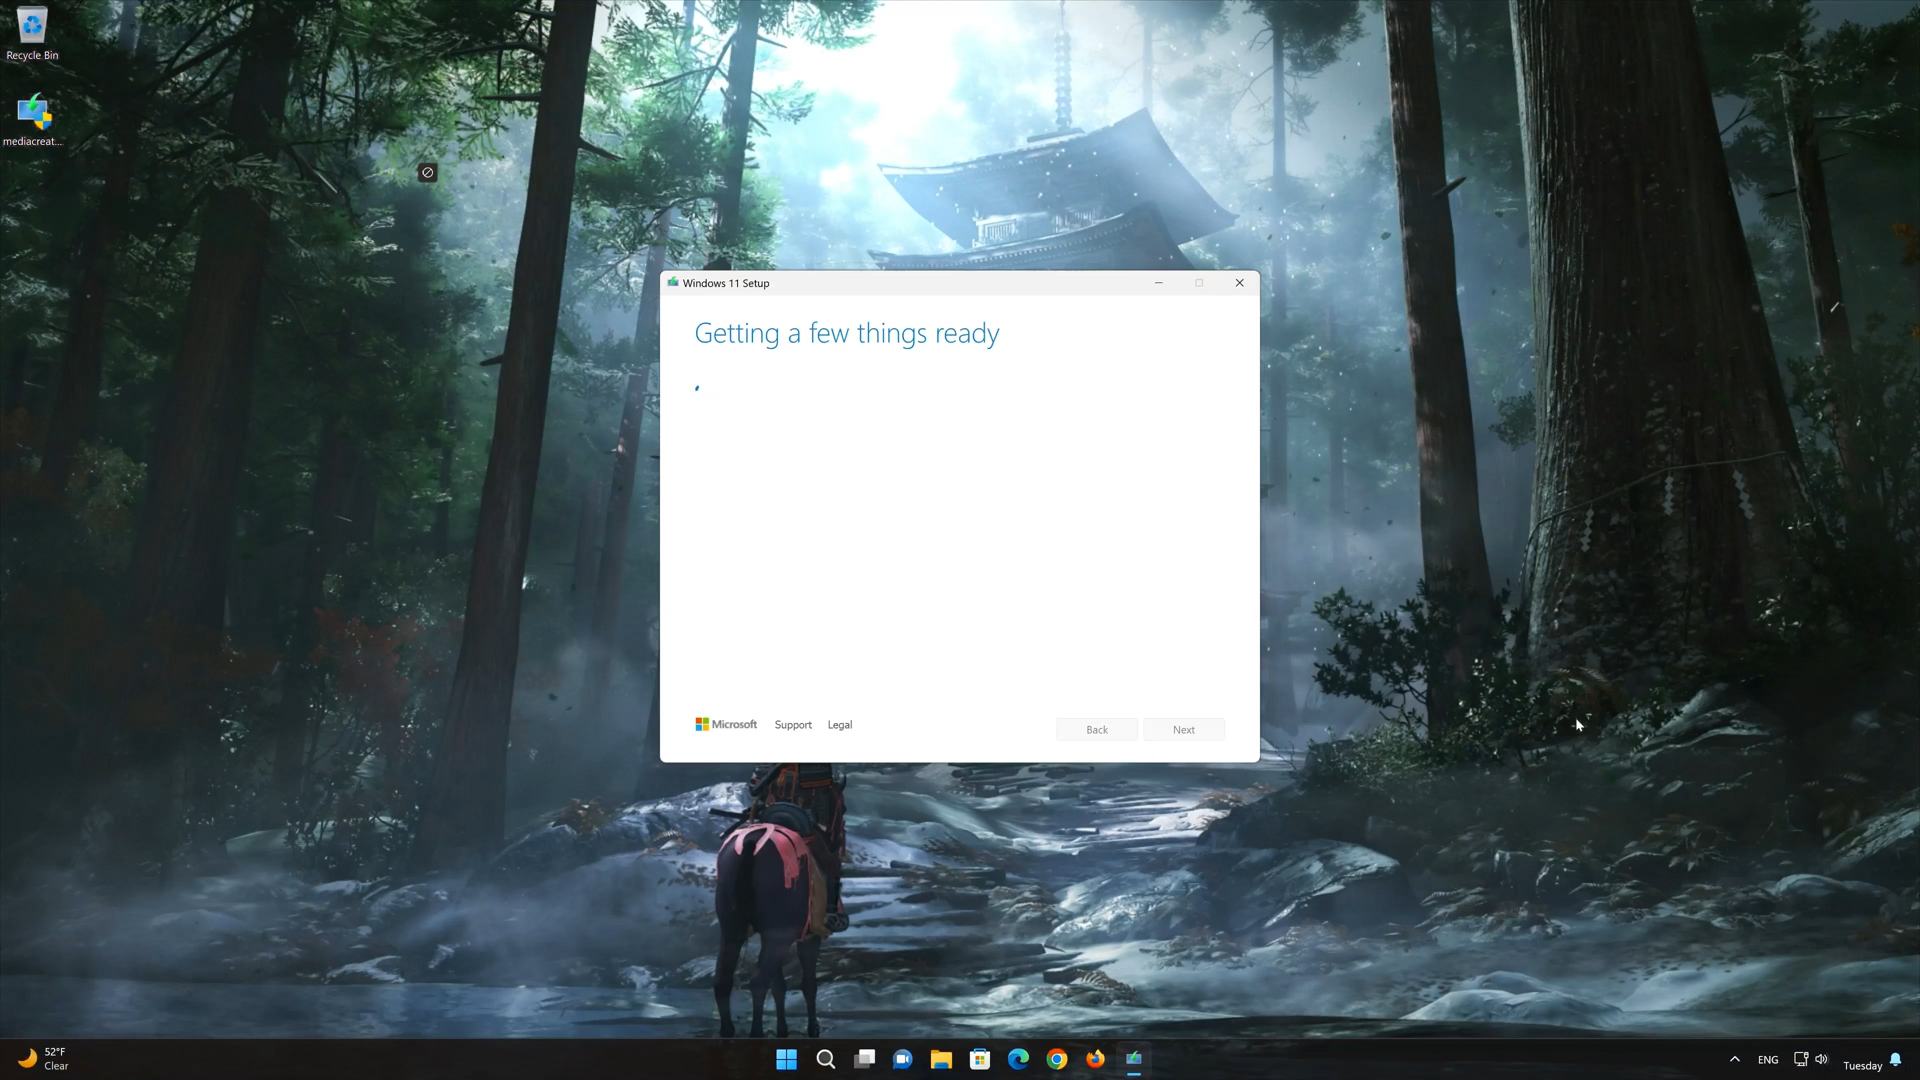 Recycle Bin
mediacreat...
Windows 11 Setup
Getting a few things ready
Microsoft
Support
Legal
Back
Next
52°F
Clear
ENG
Tuesday